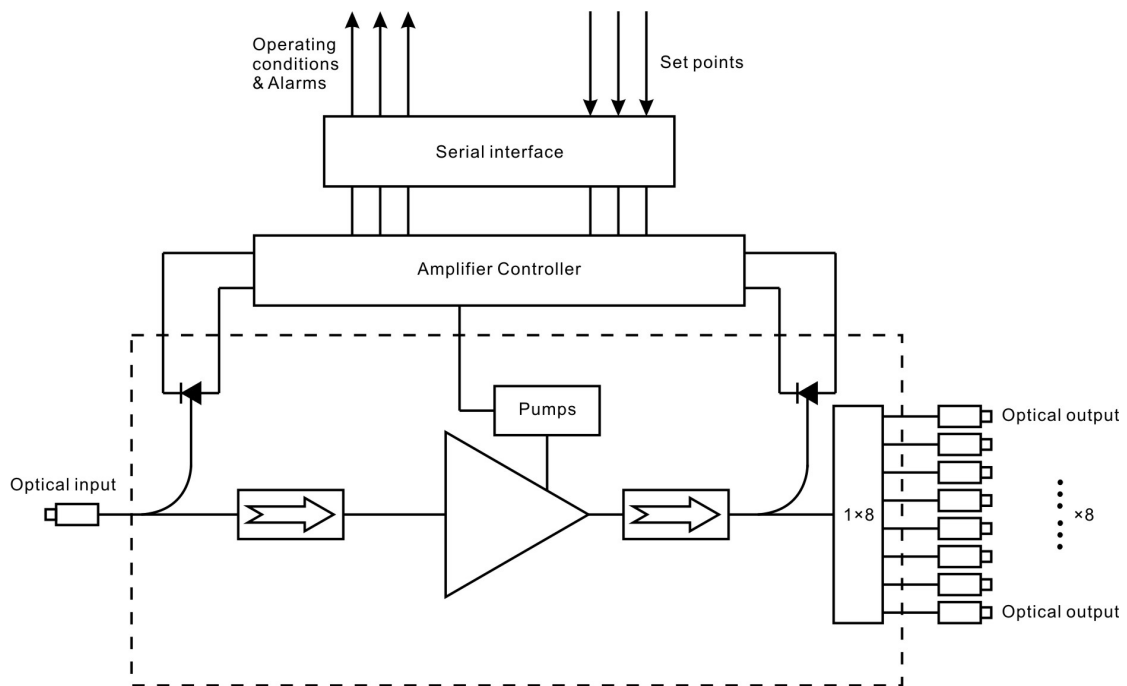 Operating
conditions
& Alarms
Set points
Serial interface
Amplifier Controller
Pumps
Optical output
Optical input
1×8
×8
Optical output